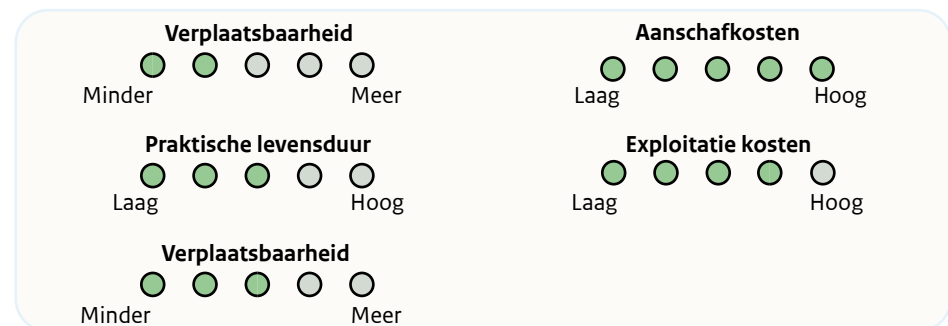 Verplaatsbaarheid
Minder Meer
Praktische levensduur
Laag Hoog
Verplaatsbaarheid
Minder Meer
Aanschafkosten
Laag Hoog
Exploitatie kosten
Laag Hoog